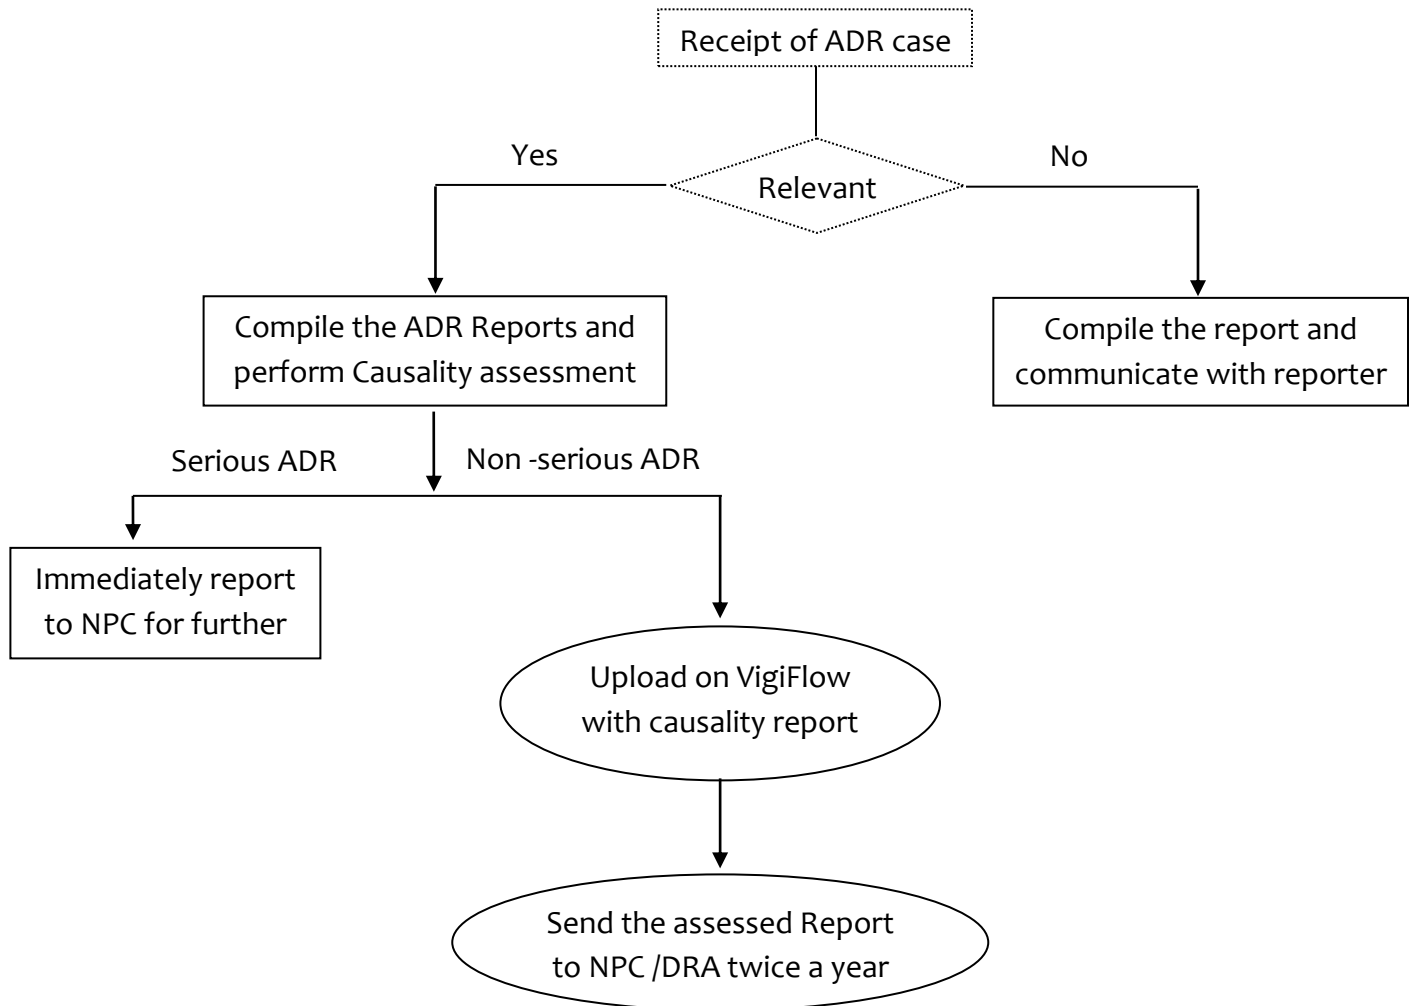 Receipt of ADR case
Yes
No
Relevant
Compile the ADR Reports and
perform Causality assessment
Compile the report and
communicate with reporter
Serious ADR
Non -serious ADR
Immediately report
to NPC for further
Upload on VigiFlow
with causality report
Send the assessed Report
to NPC /DRA twice a year